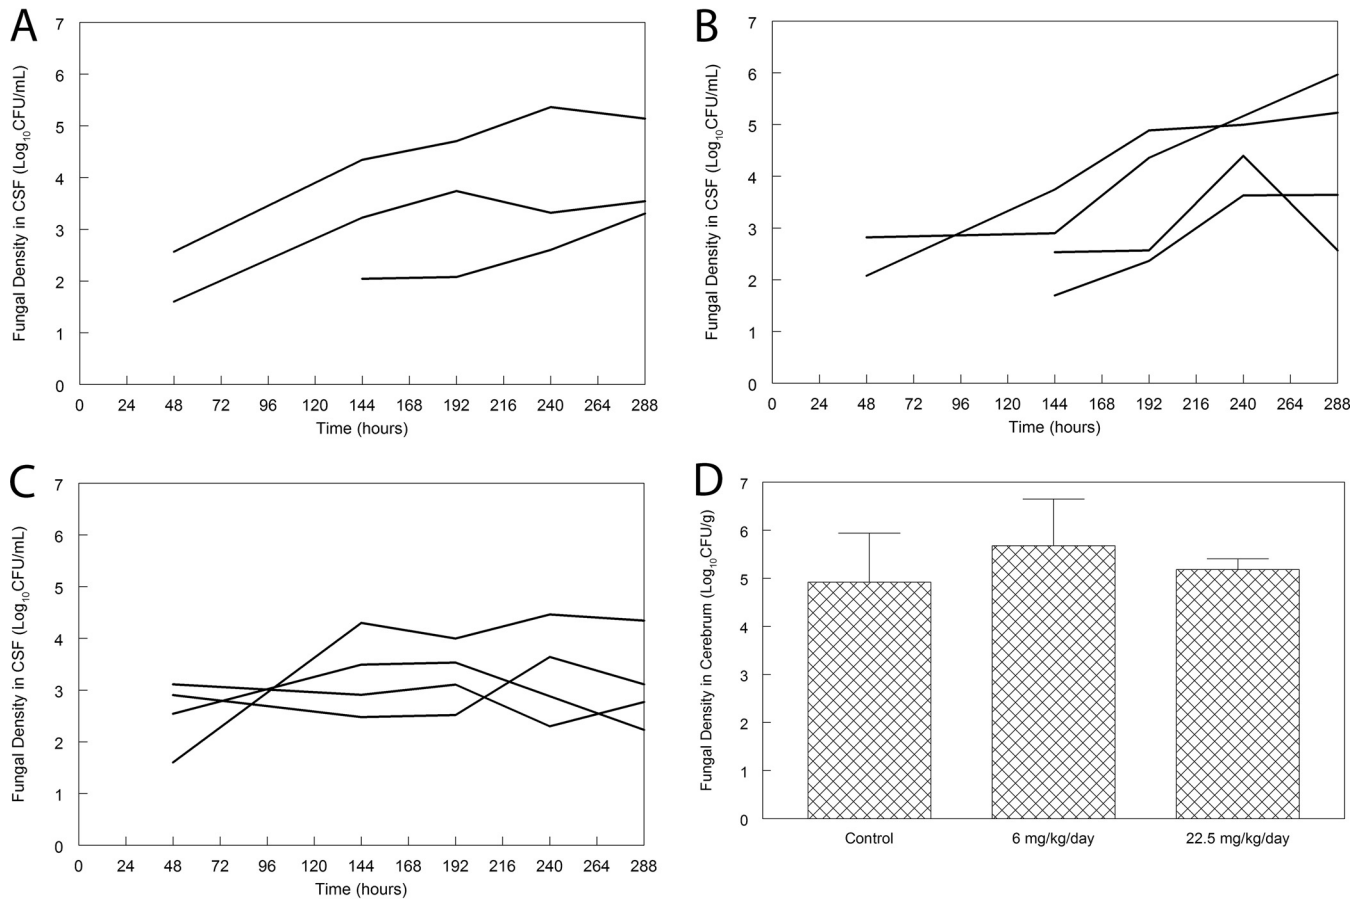 A
7
6
5
4
3
2
1
0
Fungal Density in CSF (Log10CFU/mL)
0 24 48 72 96 120 144 168 192 216 240 264 288
Time (hours)
B
7
6
5
4
3
2
1
0
Fungal Density in CSF (Log10CFU/mL)
0 24 48 72 96 120 144 168 192 216 240 264 288
Time (hours)
C
7
6
5
4
3
2
1
0
Fungal Density in CSF (Log10CFU/mL)
0 24 48 72 96 120 144 168 192 216 240 264 288
Time (hours)
D
7
6
5
4
3
2
1
0
Fungal Density in Cerebrum (Log10CFU/g)
Control 6 mg/kg/day 22.5 mg/kg/day